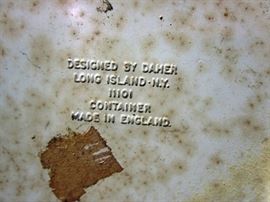 DESIGNED BY DAHER
LONG ISLAND-N.Y.
11101
CONTAINER
MADE IN ENGLAND.